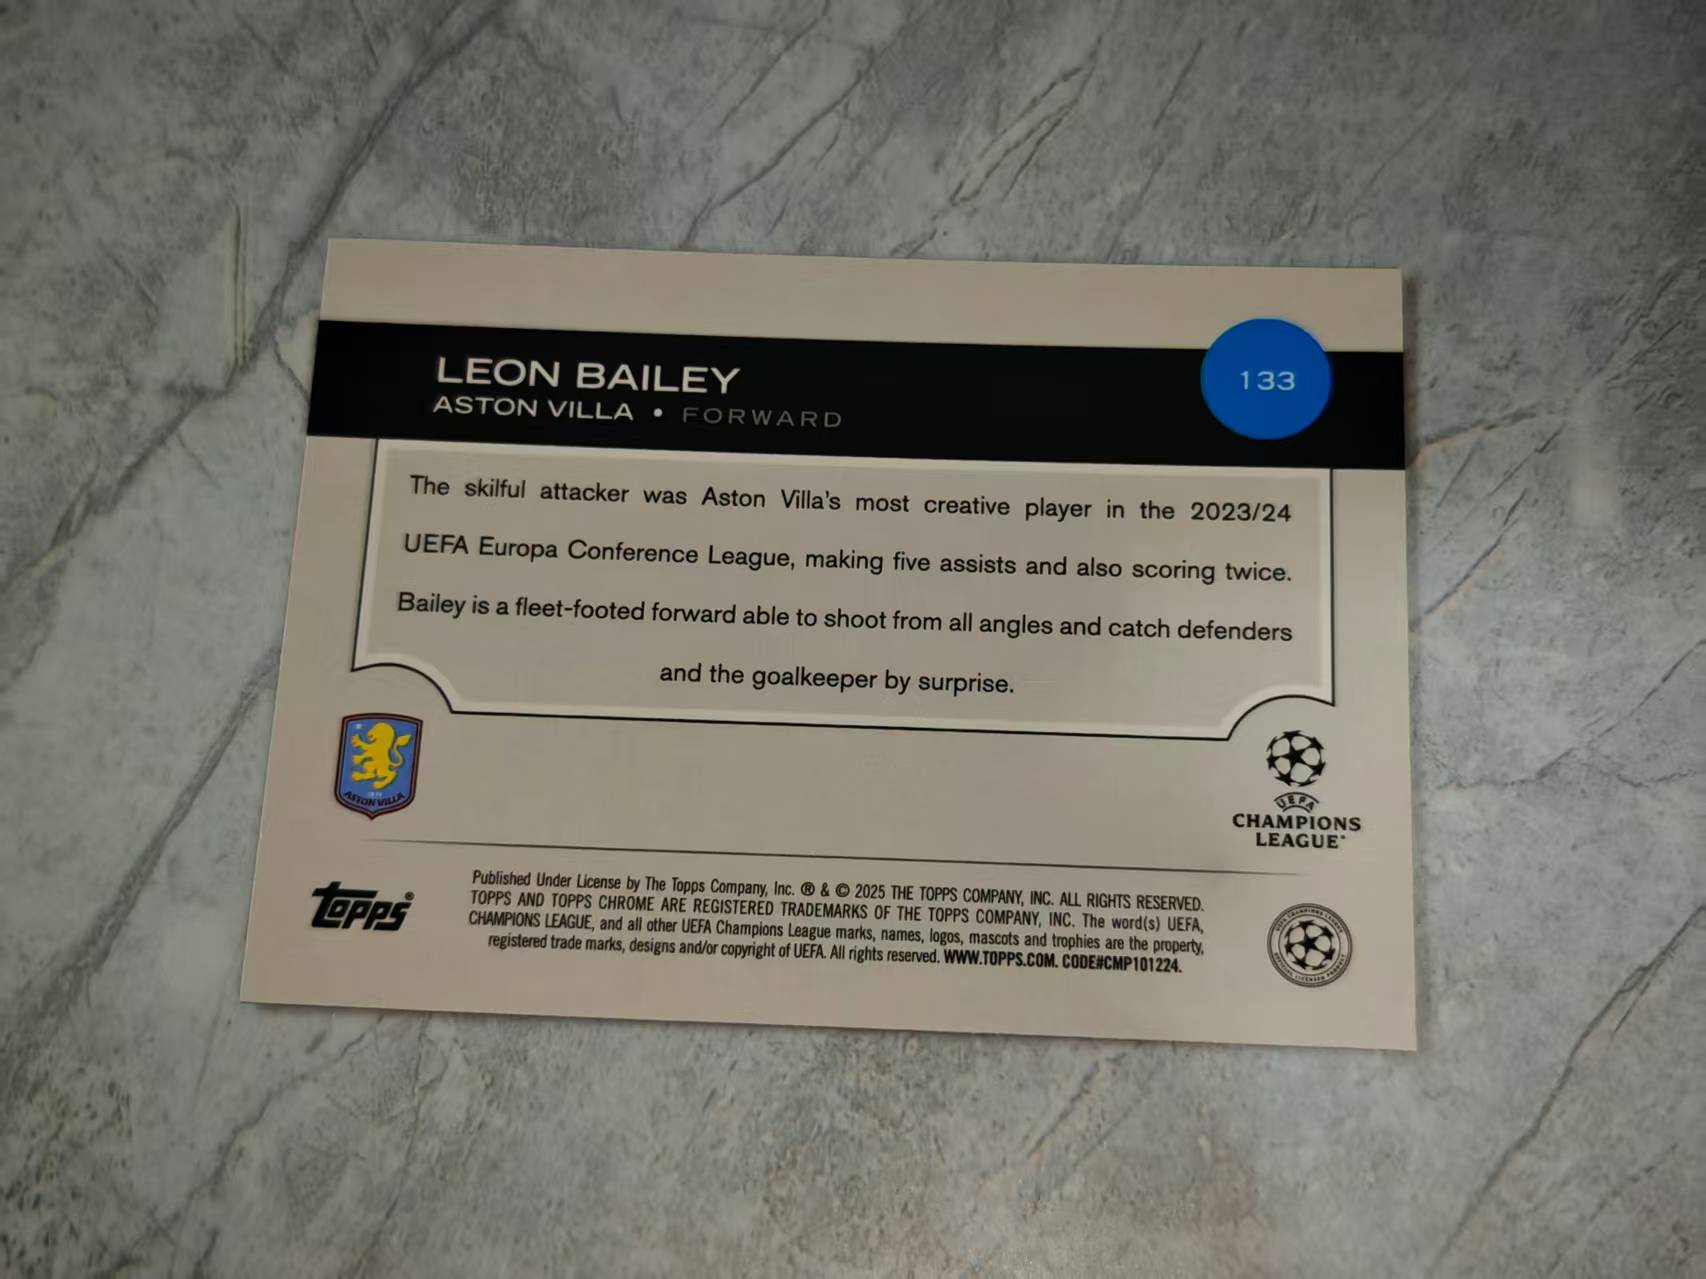 LEON BAILEY
ASTON VILLA • FORWARD
133
The skilful attacker was Aston Villa's most creative player in the 2023/24
UEFA Europa Conference League, making five assists and also scoring twice.
Bailey is a fleet-footed forward able to shoot from all angles and catch defenders
and the goalkeeper by surprise.
ASTON VILLA
UEFA
CHAMPIONS
LEAGUE
topps®
Published Under License by The Topps Company, Inc. ® & © 2025 THE TOPPS COMPANY, INC. ALL RIGHTS RESERVED.
TOPPS AND TOPPS CHROME ARE REGISTERED TRADEMARKS OF THE TOPPS COMPANY, INC. The word(s) UEFA,
CHAMPIONS LEAGUE, and all other UEFA Champions League marks, names, logos, mascots and trophies are the property,
registered trade marks, designs and/or copyright of UEFA. All rights reserved. WWW.TOPPS.COM. CODE#CMP101224.